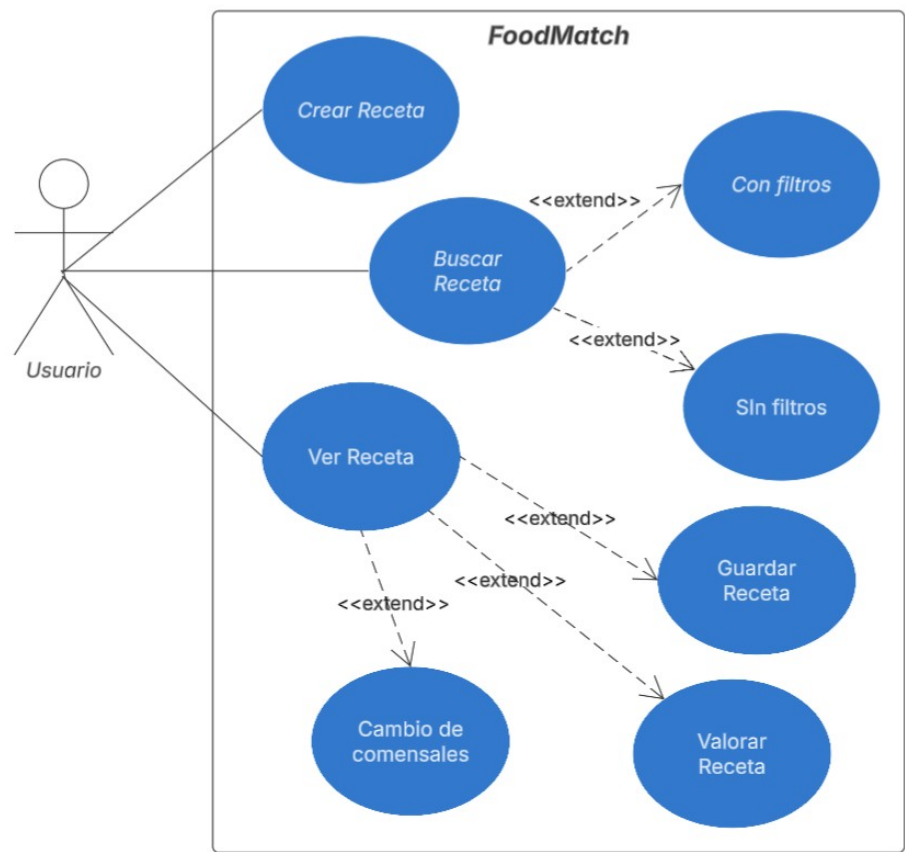 FoodMatch
Crear Receta
Con filtros
<<extend>>
Buscar
Receta
<<extend>>
Usuario
SIn filtros
Ver Receta
<<extend>>
Guardar
Receta
<<extend>>
<<extend>>
Cambio de
comensales
Valorar
Receta